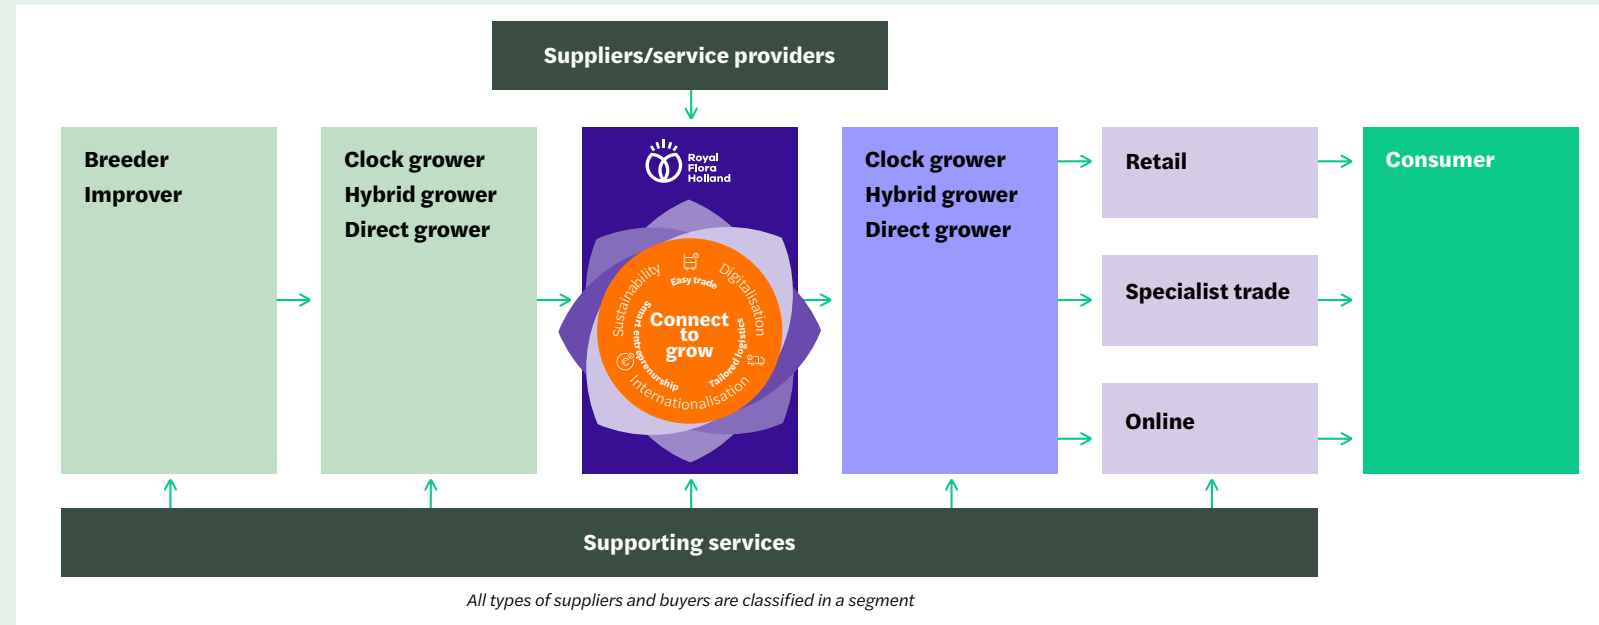 Suppliers/service providers
Breeder
Improver
Clock grower
Hybrid grower
Direct grower
Royal
Flora
Holland
Sustainability
Digitalisation
Internationalisation
Easy trade
Smart entreprenurship
Tailored logistics
Connect
to
grow
Clock grower
Hybrid grower
Direct grower
Retail
Specialist trade
Online
Consumer
Supporting services
All types of suppliers and buyers are classified in a segment